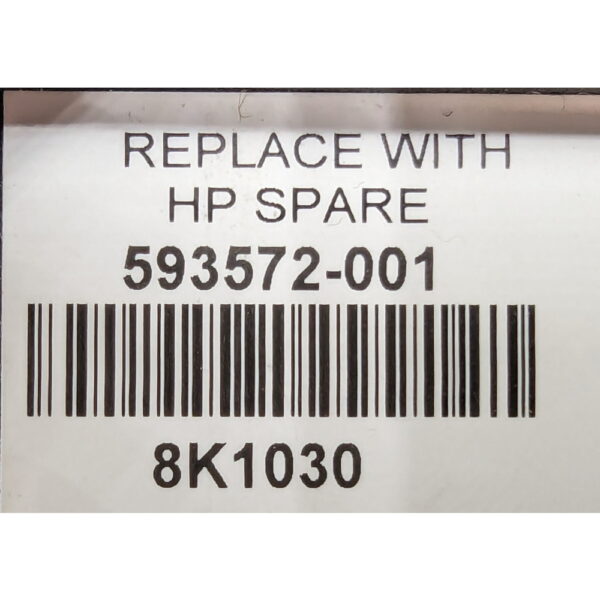 REPLACE WITH
HP SPARE
593572-001
8K1030